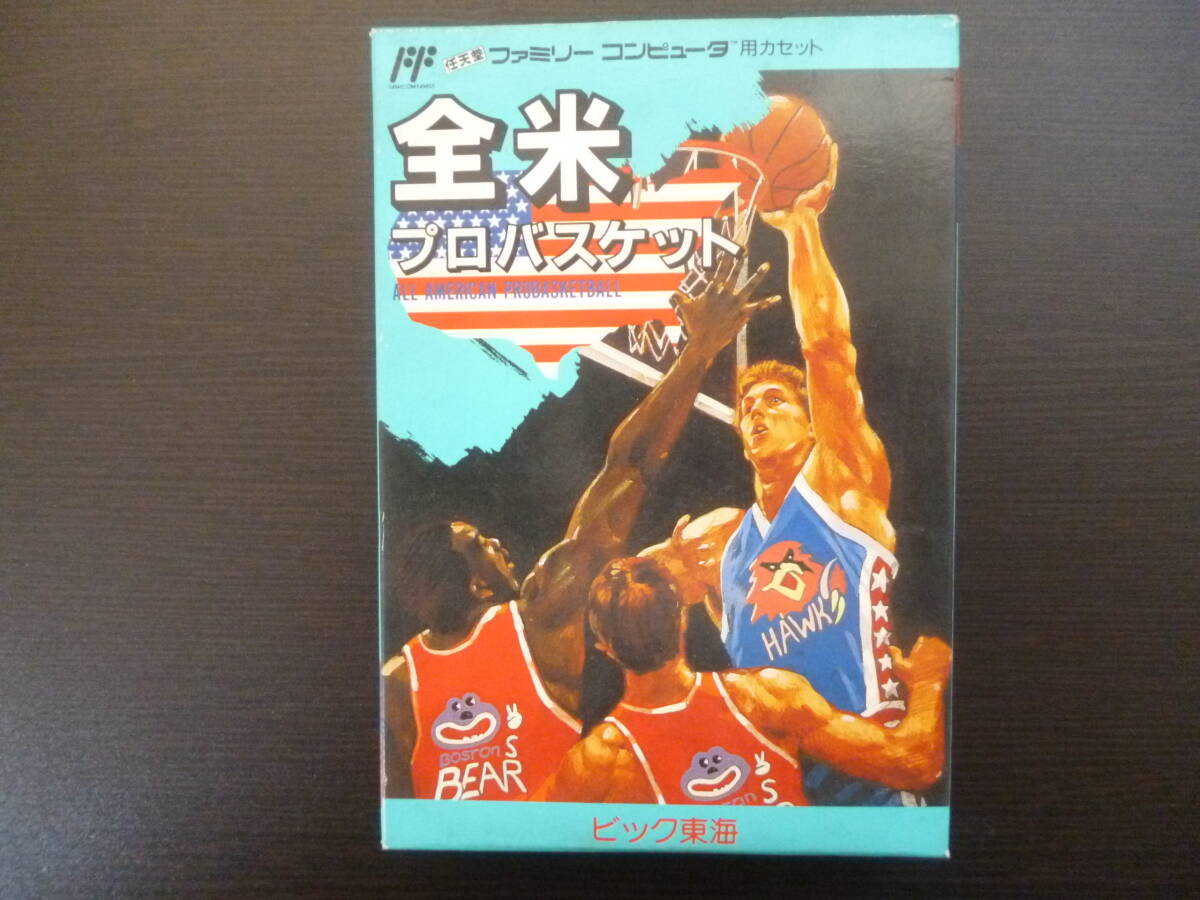 任天堂 ファミリー コンピュータ™用カセット
全米
プロバスケット
ALL AMERICAN PROBASKETBALL
HAWK
BOSTON
BEARS
ビック東海